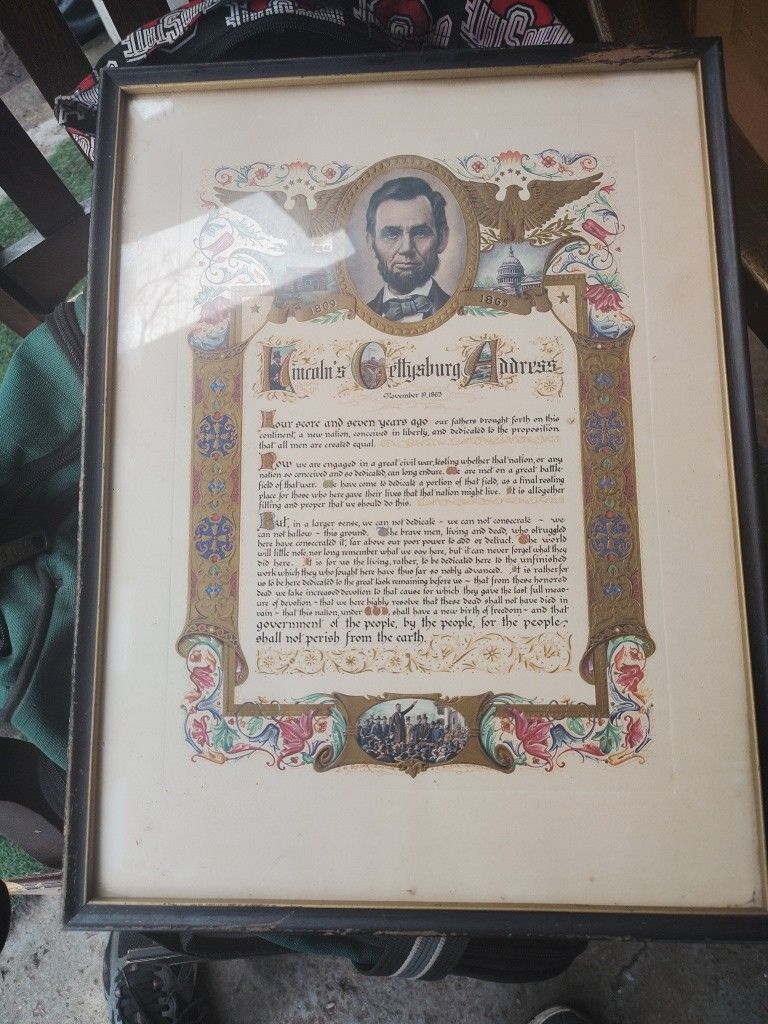 1809 1865
Lincoln's Gettysburg Address
November 19, 1863
Four score and seven years ago our fathers brought forth on this
continent, a new nation, conceived in liberty, and dedicated to the proposition
that all men are created equal.
Now we are engaged in a great civil war, testing whether that nation, or any
nation so conceived and so dedicated, can long endure. We are met on a great battle-
field of that war. We have come to dedicate a portion of that field, as a final resting
place for those who here gave their lives that that nation might live. It is altogether
fitting and proper that we should do this.
But, in a larger sense, we can not dedicate - we can not consecrate - we
can not hallow - this ground. The brave men, living and dead, who struggled
here have consecrated it, far above our poor power to add or detract. The world
will little note, nor long remember what we say here, but it can never forget what they
did here. It is for us the living, rather, to be dedicated here to the unfinished
work which they who fought here have thus far so nobly advanced. It is rather for
us to be here dedicated to the great task remaining before us - that from these honored
dead we take increased devotion to that cause for which they gave the last full meas-
ure of devotion - that we here highly resolve that these dead shall not have died in
vain - that this nation, under GOD, shall have a new birth of freedom - and that
government of the people, by the people, for the people,
shall not perish from the earth.